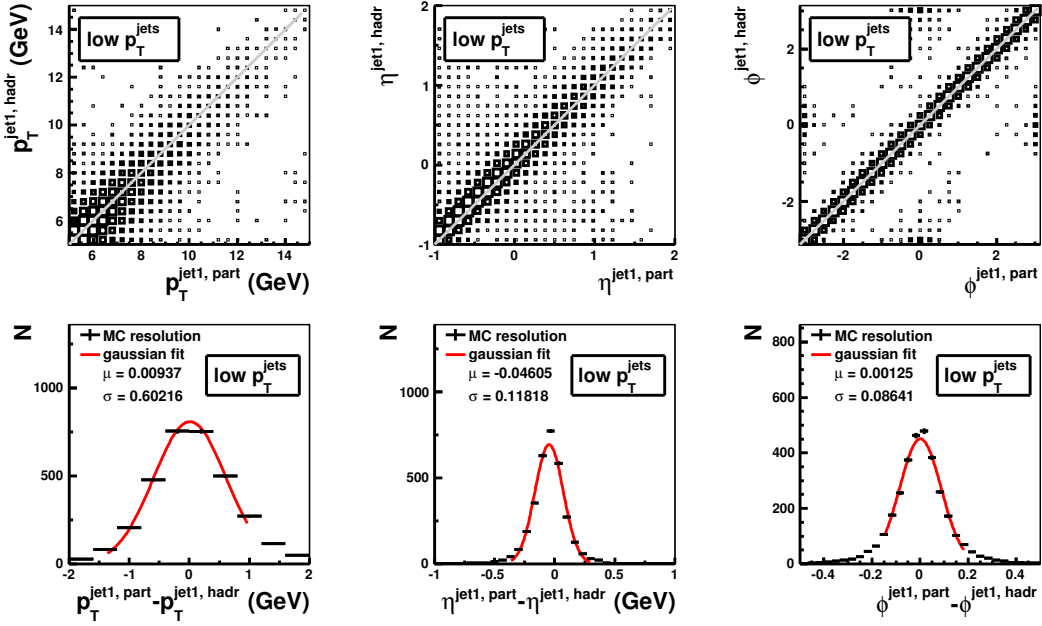 p_T^{jet1, hadr} (GeV)
14
12
10
8
6
low p_T^{jets}
6 8 10 12 14
p_T^{jet1, part} (GeV)
η^{jet1, hadr}
2
1
0
-1
low p_T^{jets}
-1 0 1 2
η^{jet1, part}
ϕ^{jet1, hadr}
2
0
-2
low p_T^{jets}
-2 0 2
ϕ^{jet1, part}
N
1000
500
0
MC resolution
gaussian fit
μ = 0.00937
σ = 0.60216
low p_T^{jets}
-2 -1 0 1 2
p_T^{jet1, part}-p_T^{jet1, hadr} (GeV)
N
1000
500
250
0
MC resolution
gaussian fit
μ = -0.04605
σ = 0.11818
low p_T^{jets}
-1 -0.5 0 0.5 1
η^{jet1, part}-η^{jet1, hadr} (GeV)
N
800
600
400
200
0
MC resolution
gaussian fit
μ = 0.00125
σ = 0.08641
low p_T^{jets}
-0.4 -0.2 0 0.2 0.4
ϕ^{jet1, part} -ϕ^{jet1, hadr}